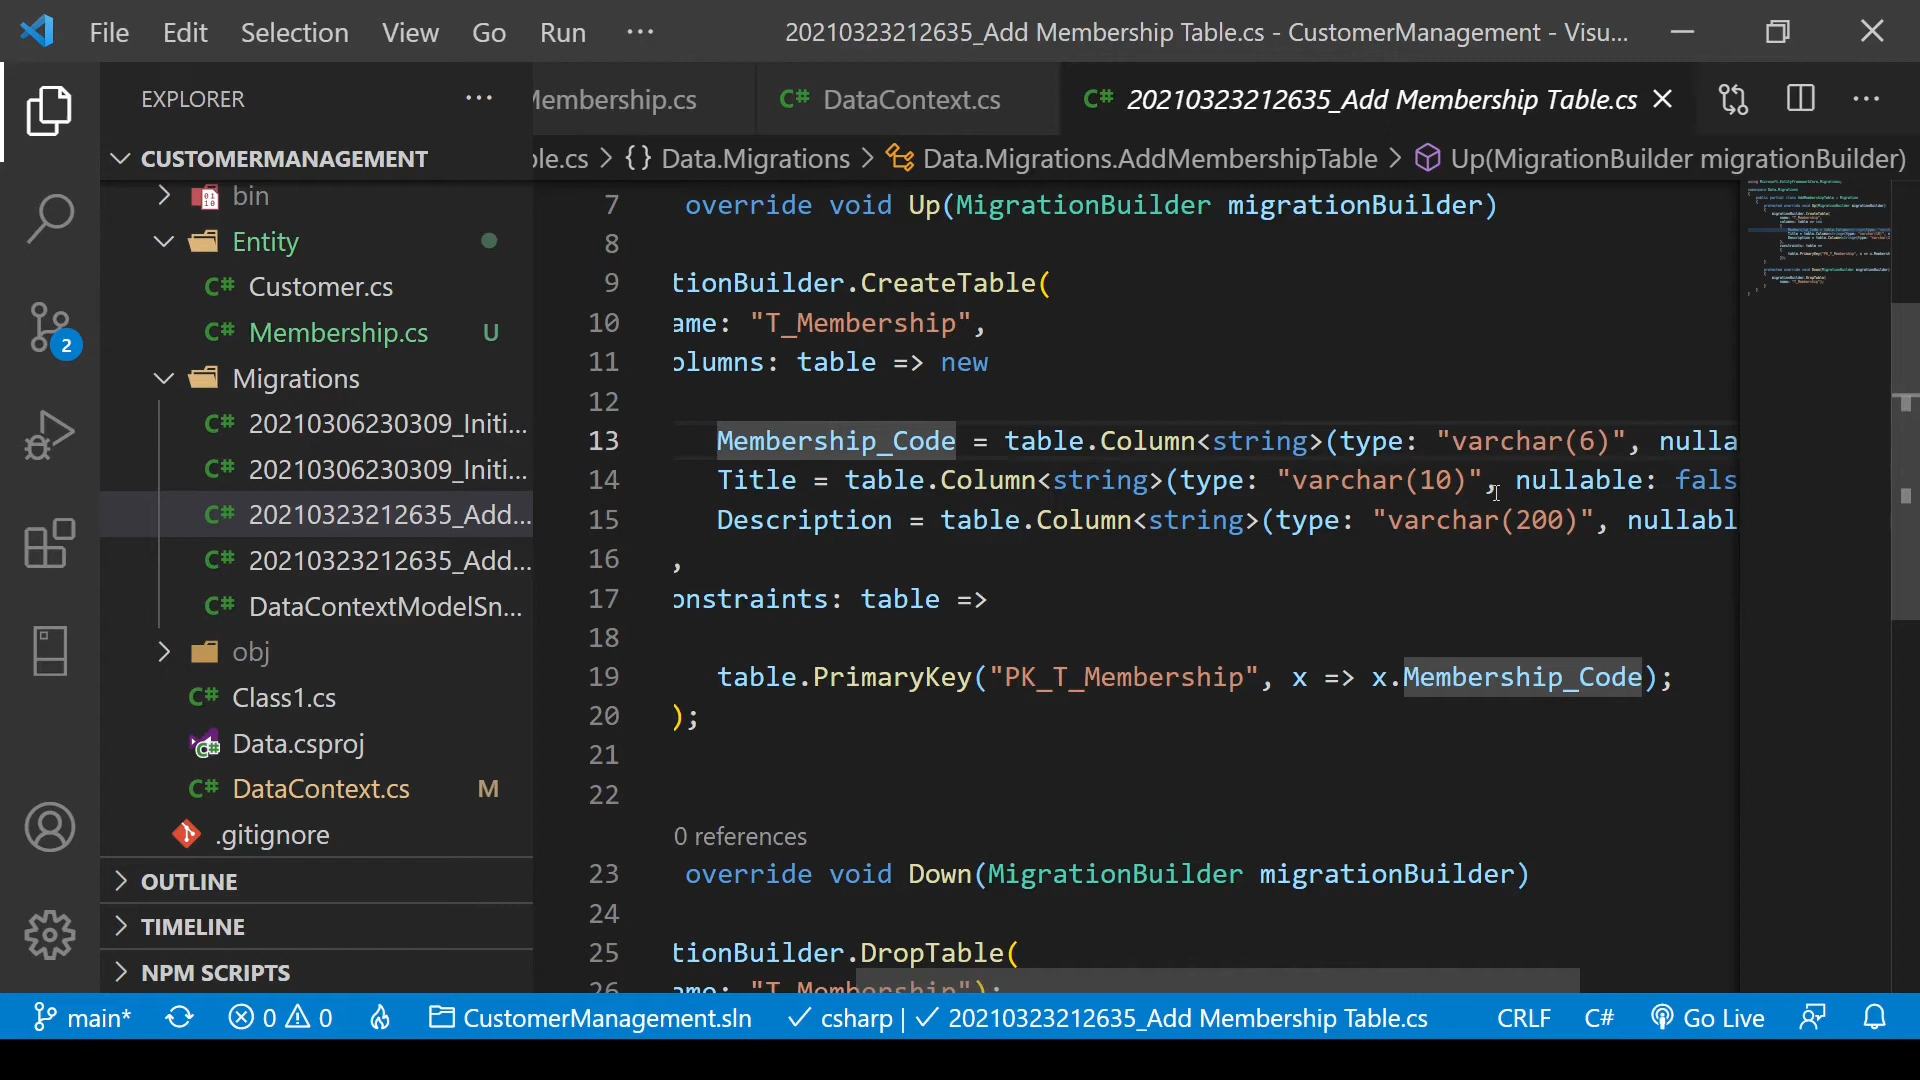 File Edit Selection View Go Run ··· 20210323212635_Add Membership Table.cs - CustomerManagement - Visu...
EXPLORER ···
Membership.cs
C# DataContext.cs
C# 20210323212635_Add Membership Table.cs
CUSTOMERMANAGEMENT
ble.cs > {} Data.Migrations > Data.Migrations.AddMembershipTable > Up(MigrationBuilder migrationBuilder)
bin
Entity
C# Customer.cs
C# Membership.cs U
Migrations
C# 20210306230309_Initi...
C# 20210306230309_Initi...
C# 20210323212635_Add...
C# 20210323212635_Add...
C# DataContextModelSn...
obj
C# Class1.cs
Data.csproj
C# DataContext.cs M
.gitignore
OUTLINE
TIMELINE
NPM SCRIPTS
2
7 override void Up(MigrationBuilder migrationBuilder)
8
9 tionBuilder.CreateTable(
10 ame: "T_Membership",
11 olumns: table => new
12
13 Membership_Code = table.Column<string>(type: "varchar(6)", nulla
14 Title = table.Column<string>(type: "varchar(10)", nullable: fals
15 Description = table.Column<string>(type: "varchar(200)", nullabl
16 ,
17 onstraints: table =>
18
19 table.PrimaryKey("PK_T_Membership", x => x.Membership_Code);
20 );
21
22
0 references
23 override void Down(MigrationBuilder migrationBuilder)
24
25 tionBuilder.DropTable(
26 ame: "T_Membership");
main* 0 0 CustomerManagement.sln csharp | 20210323212635_Add Membership Table.cs CRLF C# Go Live